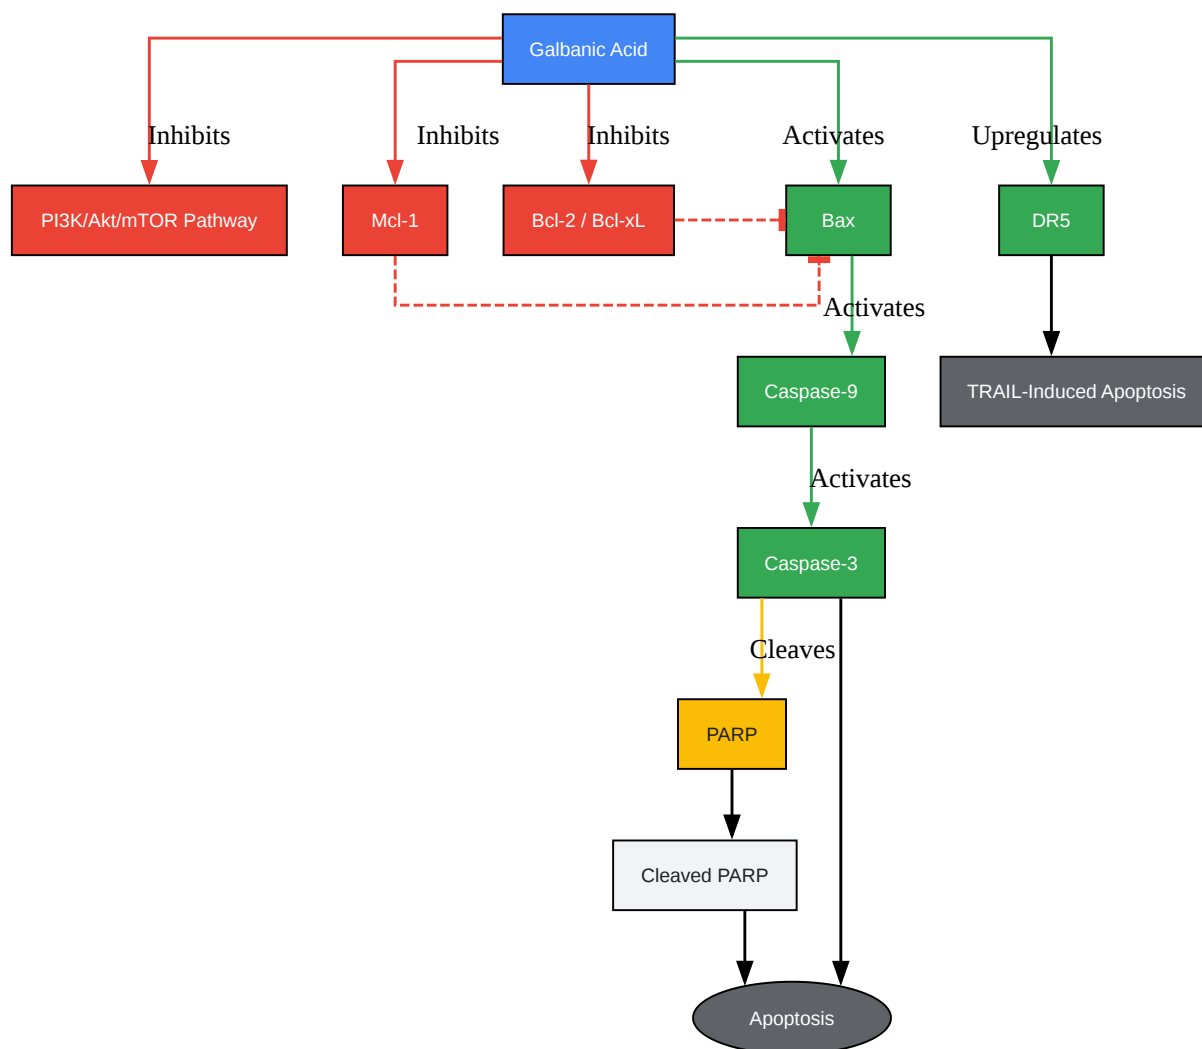 Galbanic Acid
Inhibits
Inhibits
Inhibits
Activates
Upregulates
PI3K/Akt/mTOR Pathway
Mcl-1
Bcl-2 / Bcl-xL
Bax
DR5
Activates
Caspase-9
TRAIL-Induced Apoptosis
Activates
Caspase-3
Cleaves
PARP
Cleaved PARP
Apoptosis